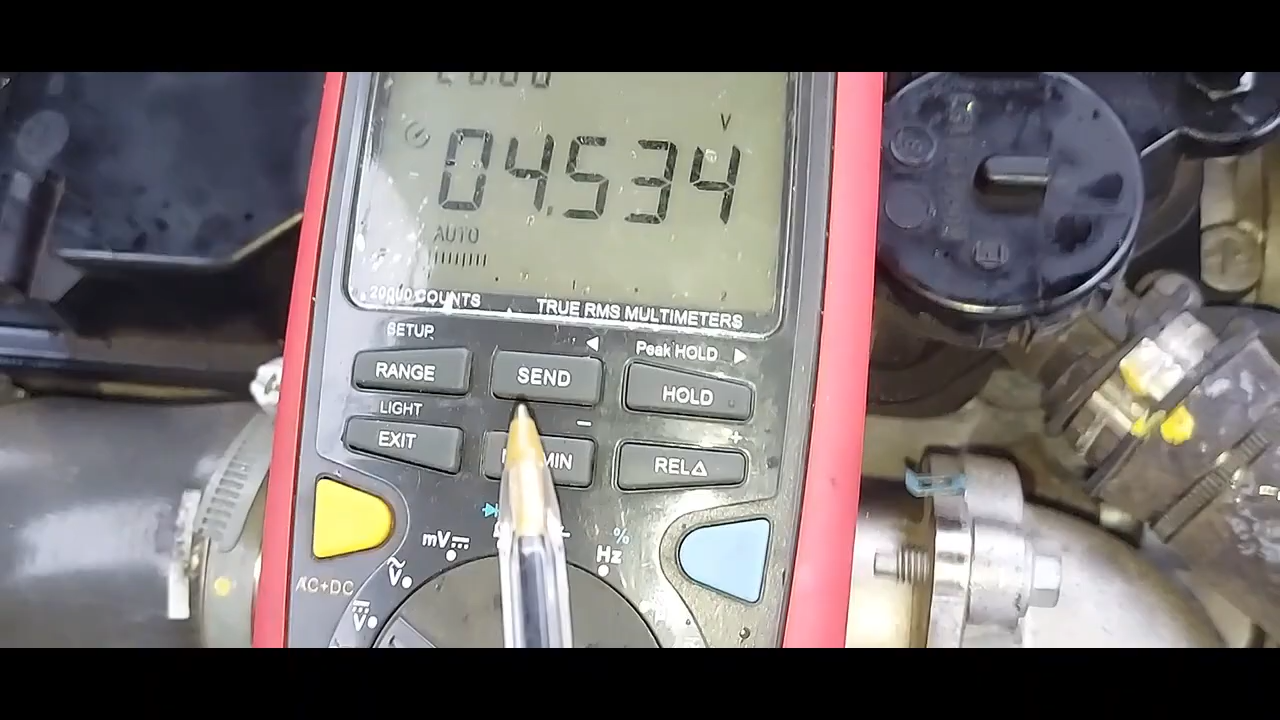 V
04.534
AUTO
20000 COUNTS
TRUE RMS MULTIMETERS
SETUP
Peak HOLD
RANGE
SEND
HOLD
LIGHT
EXIT
MIN
REL△
mV
%
Hz
V
AC+DC
V